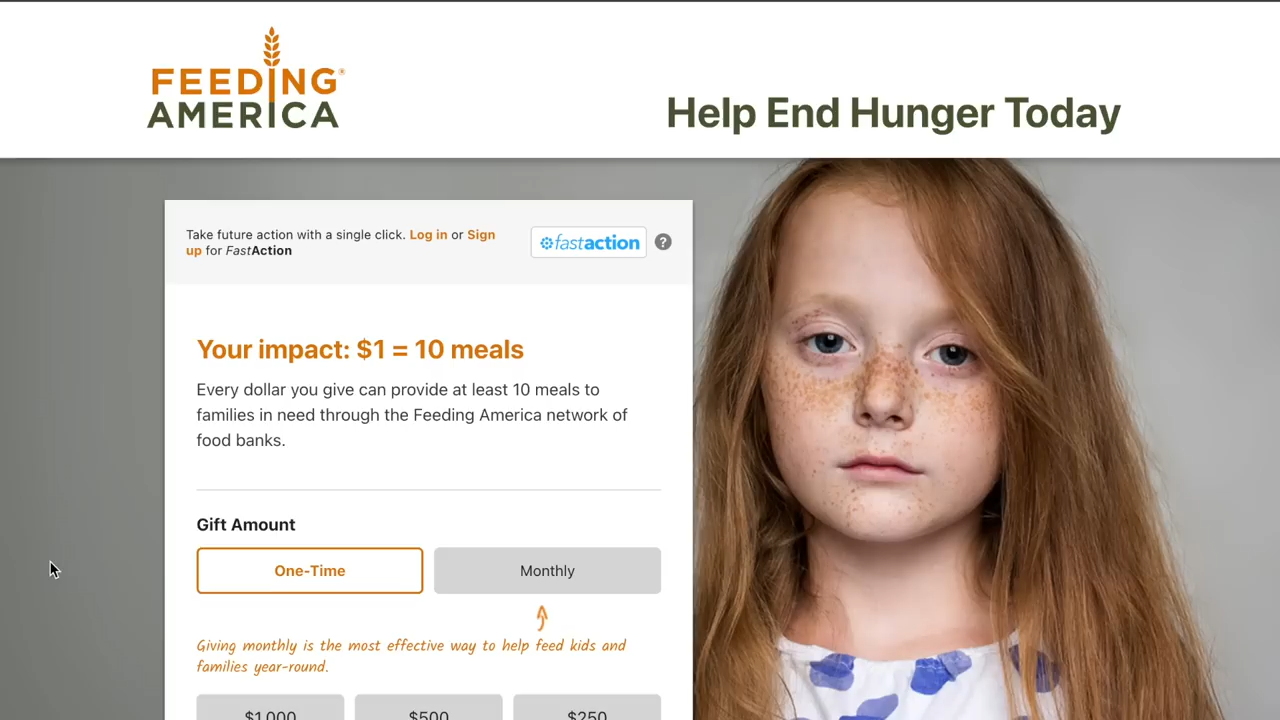 FEEDING®
AMERICA
Help End Hunger Today
Take future action with a single click. Log in or Sign
up for FastAction
fastaction
?
Your impact: $1 = 10 meals
Every dollar you give can provide at least 10 meals to
families in need through the Feeding America network of
food banks.
Gift Amount
One-Time
Monthly
Giving monthly is the most effective way to help feed kids and
families year-round.
$1,000
$500
$250